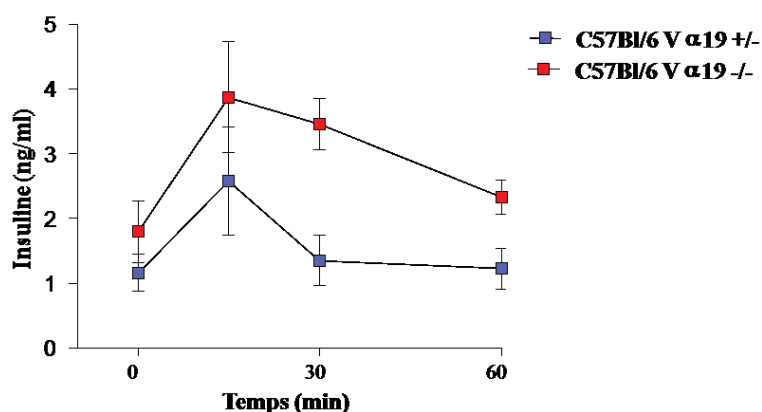 5
4
3
2
1
0
Insuline (ng/ml)
0 30 60
Temps (min)
C57Bl/6 V α19 +/-
C57Bl/6 V α19 -/-